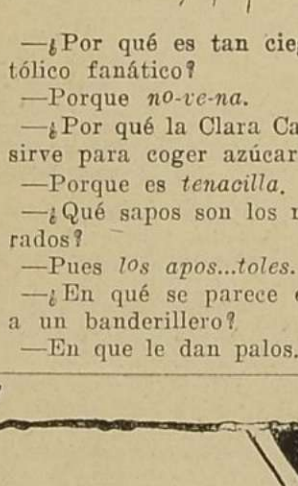 —¿Por qué es tan cie
tólico fanático?
—Porque no-ve-na.
—¿Por qué la Clara Ca
sirve para coger azúcar
—Porque es tenacilla.
—¿Qué sapos son los
rados?
—Pues los apos...toles.
—¿En qué se parece
a un banderillero?
—En que le dan palos.